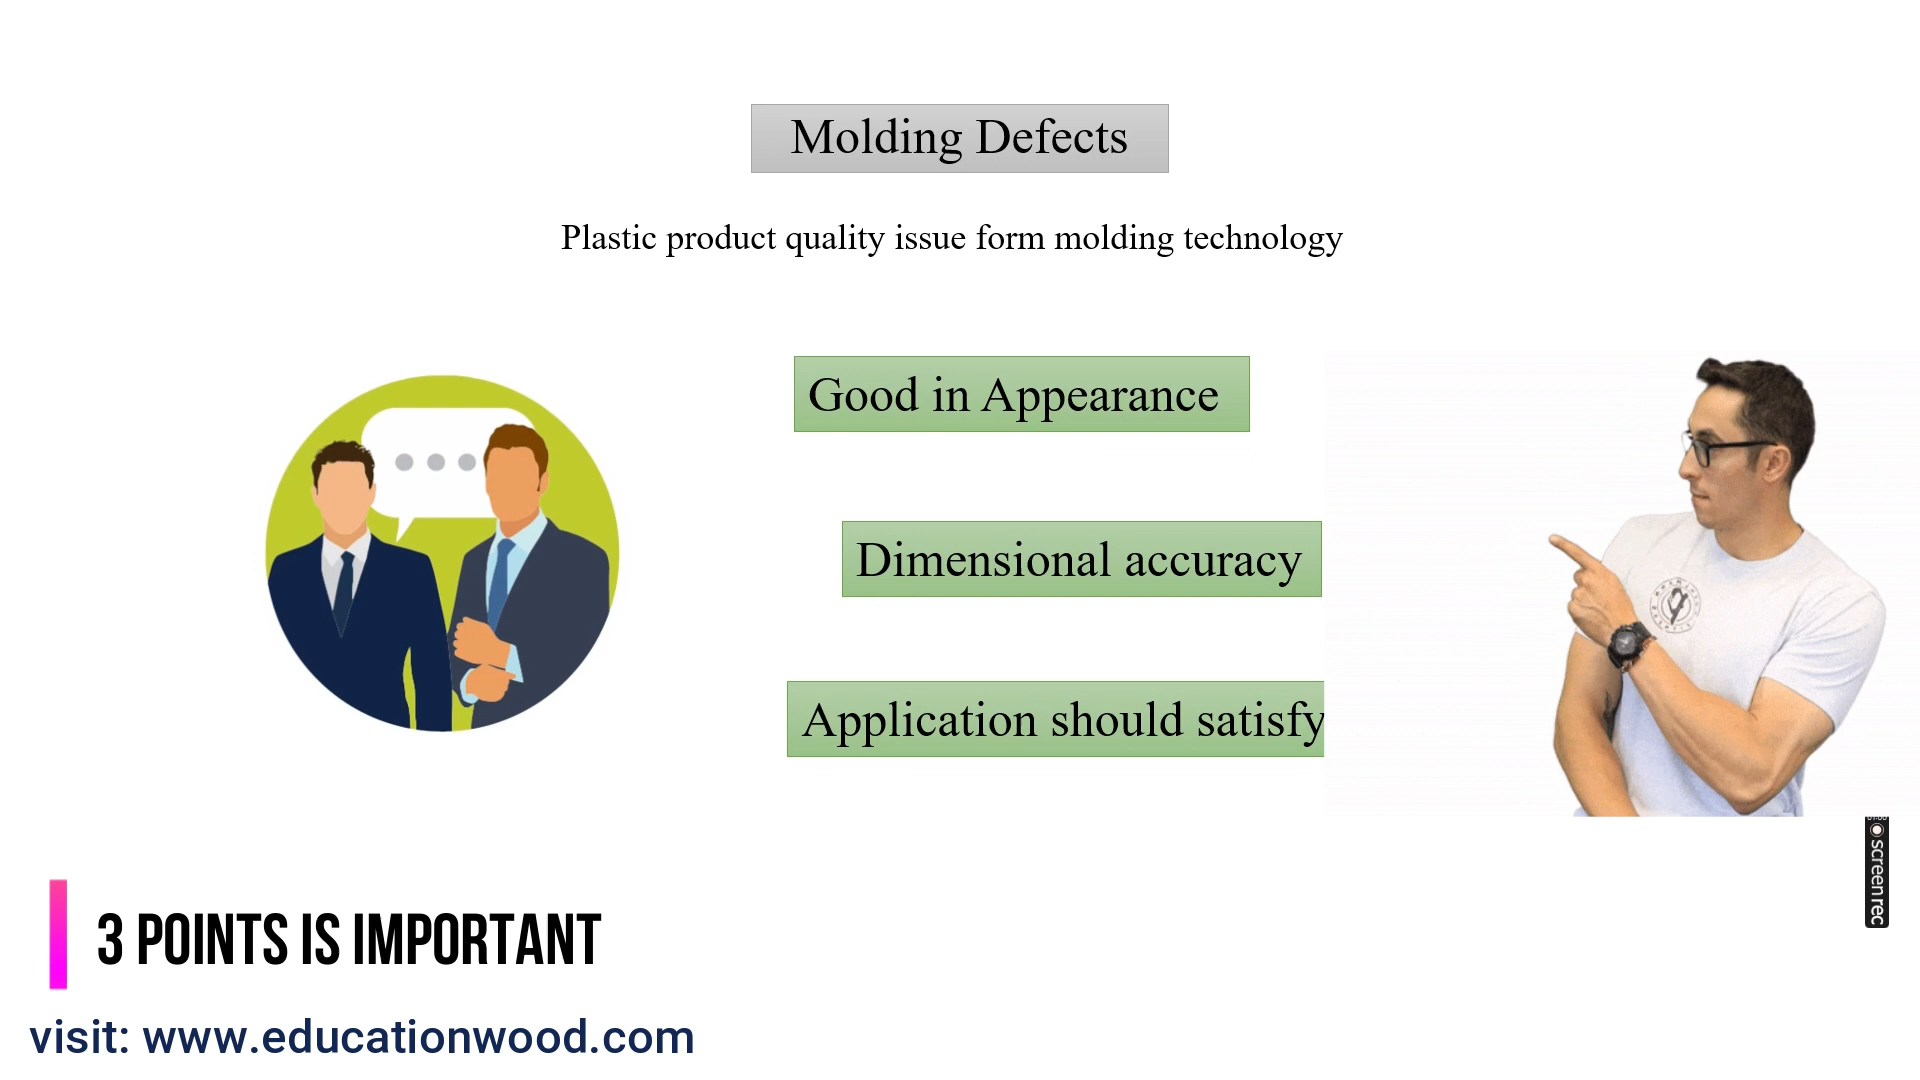 Molding Defects
Plastic product quality issue form molding technology
Good in Appearance
Dimensional accuracy
Application should satisfy
screenrec
3 POINTS IS IMPORTANT
visit: www.educationwood.com